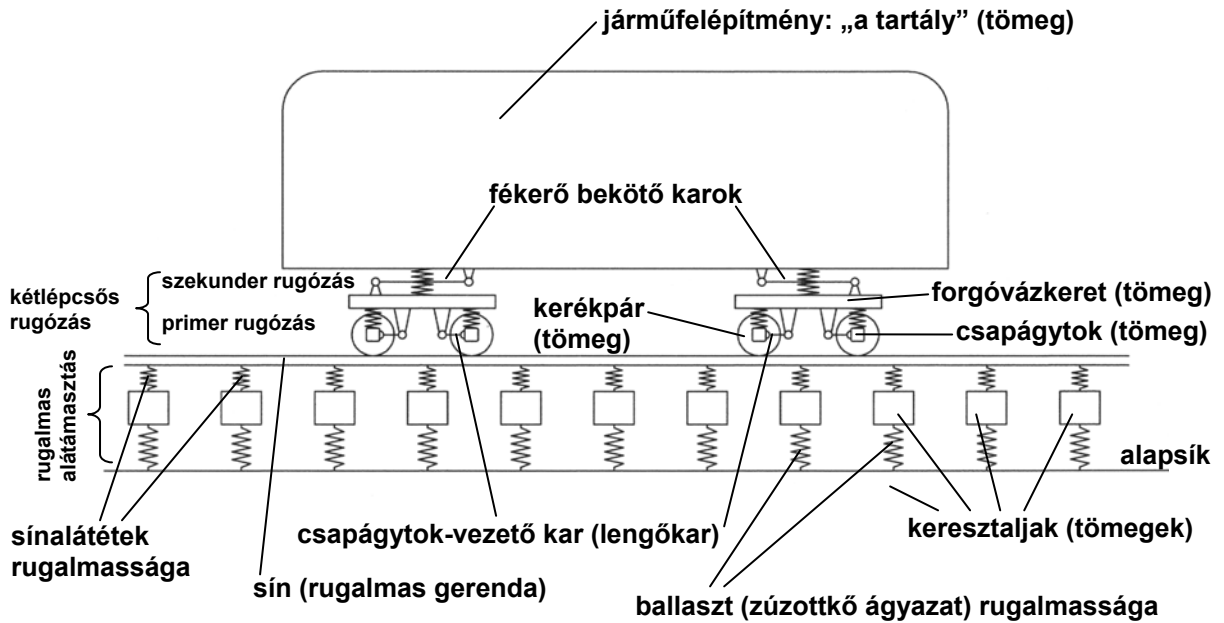 járműfelépítmény: „a tartály” (tömeg)
fékerő bekötő karok
szekunder rugózás
kétlépcsős
rugózás
primer rugózás
kerékpár
(tömeg)
forgóvázkeret (tömeg)
csapágytok (tömeg)
rugalmas
alátámasztás
alapsík
sínalátétek
rugalmassága
csapágytok-vezető kar (lengőkar)
keresztaljak (tömegek)
sín (rugalmas gerenda)
ballaszt (zúzottkő ágyazat) rugalmassága